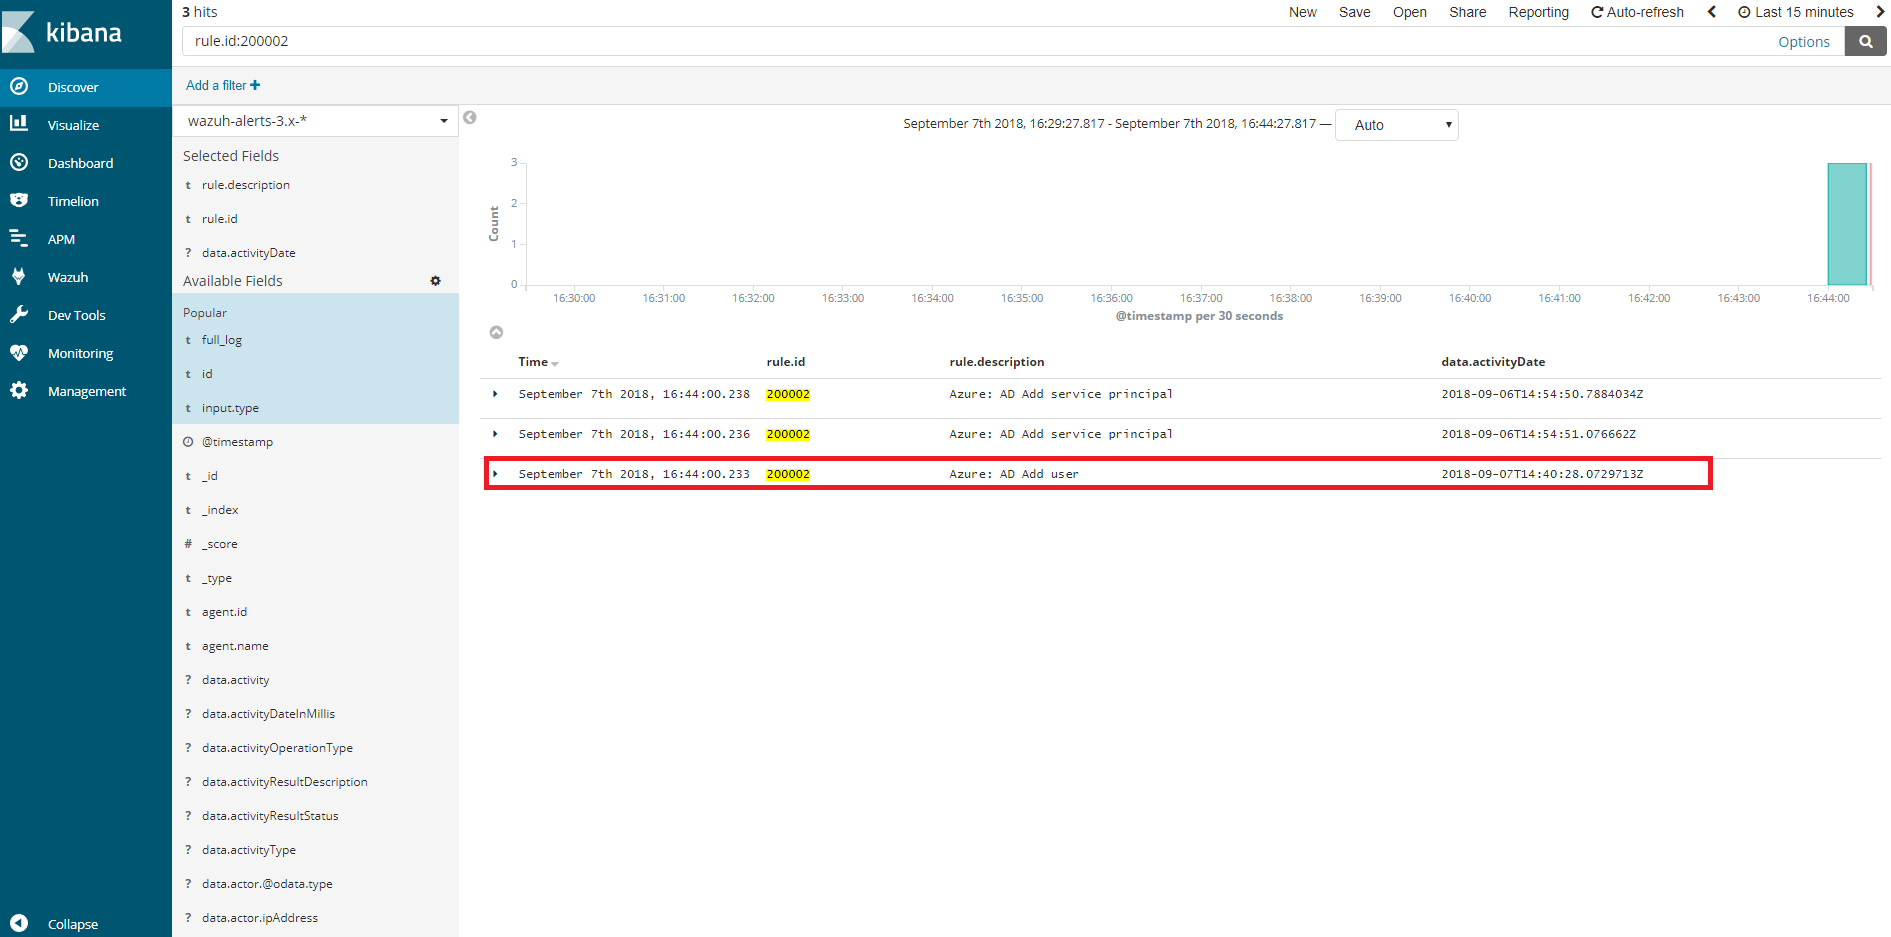 kibana
Discover
Visualize
Dashboard
Timelion
APM
Wazuh
Dev Tools
Monitoring
Management
Collapse
3 hits
New Save Open Share Reporting Auto-refresh Last 15 minutes
rule.id:200002
Options
Add a filter +
wazuh-alerts-3.x-*
Selected Fields
t rule.description
t rule.id
? data.activityDate
Available Fields
Popular
t full_log
t id
t input.type
@timestamp
t _id
t _index
# _score
t _type
t agent.id
t agent.name
? data.activity
? data.activityDateInMillis
? data.activityOperationType
? data.activityResultDescription
? data.activityResultStatus
? data.activityType
? data.actor.@odata.type
? data.actor.ipAddress
September 7th 2018, 16:29:27.817 - September 7th 2018, 16:44:27.817 — Auto
Count
3
2
1
0
16:30:00 16:31:00 16:32:00 16:33:00 16:34:00 16:35:00 16:36:00 16:37:00 16:38:00 16:39:00 16:40:00 16:41:00 16:42:00 16:43:00 16:44:00
@timestamp per 30 seconds
Time rule.id rule.description data.activityDate
September 7th 2018, 16:44:00.238 200002 Azure: AD Add service principal 2018-09-06T14:54:50.7884034Z
September 7th 2018, 16:44:00.236 200002 Azure: AD Add service principal 2018-09-06T14:54:51.076662Z
September 7th 2018, 16:44:00.233 200002 Azure: AD Add user 2018-09-07T14:40:28.0729713Z